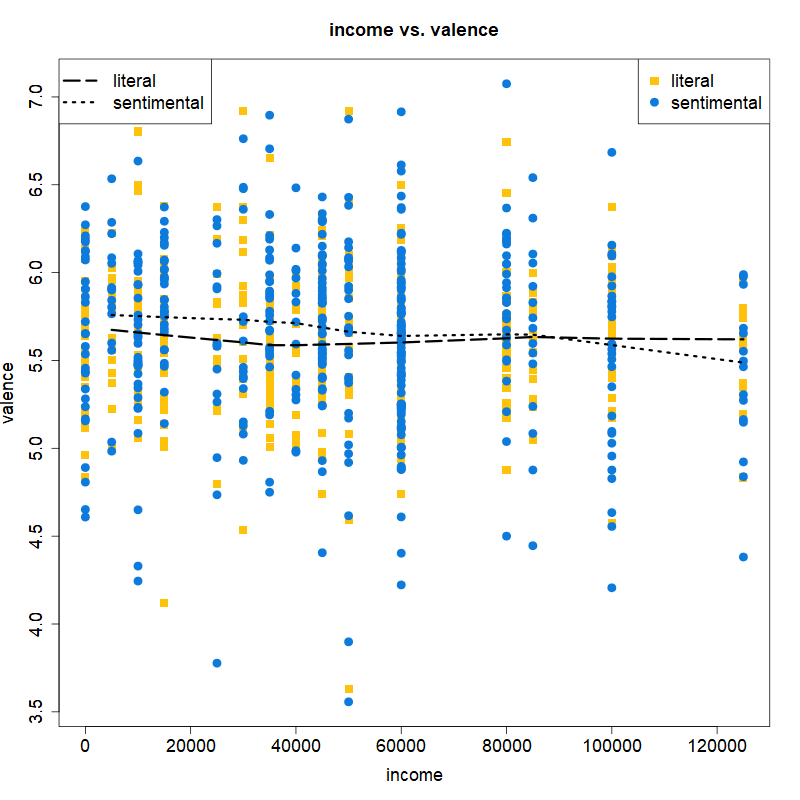 income vs. valence
literal
sentimental
literal
sentimental
7.0
6.5
6.0
5.5
5.0
4.5
4.0
3.5
valence
0 20000 40000 60000 80000 100000 120000
income